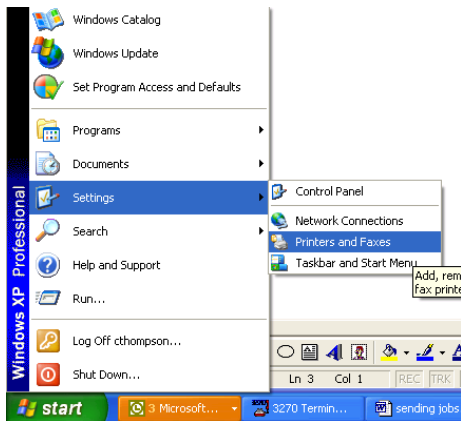 Windows Catalog
Windows Update
Set Program Access and Defaults
Programs
Documents
Settings
Search
Help and Support
Run...
Log Off cthompson...
Shut Down...
Windows XP Professional
Control Panel
Network Connections
Printers and Faxes
Taskbar and Start Menu
Add, rem
fax printe
Ln 3 Col 1 REC TRK
start
3 Microsoft...
3270 Termin...
sending jobs